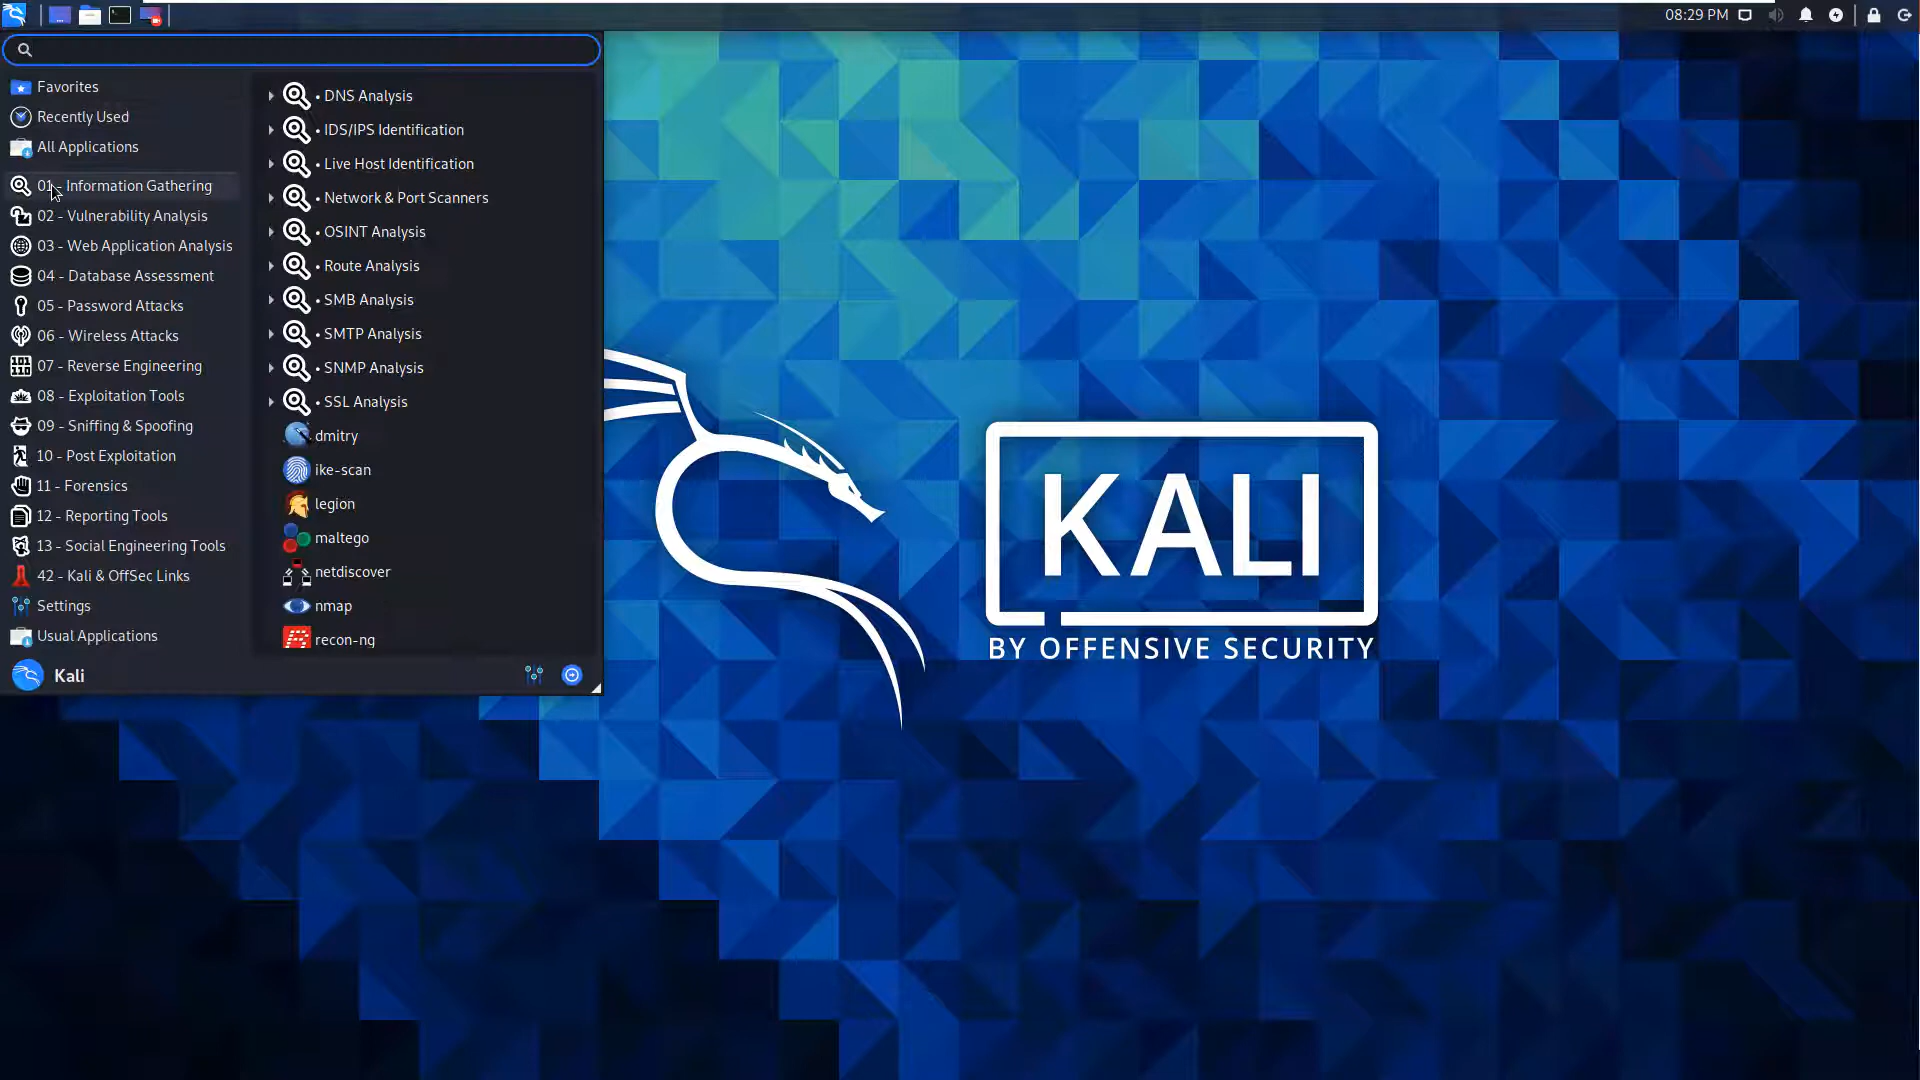 08:29 PM
Favorites
Recently Used
All Applications
01 - Information Gathering
02 - Vulnerability Analysis
03 - Web Application Analysis
04 - Database Assessment
05 - Password Attacks
06 - Wireless Attacks
07 - Reverse Engineering
08 - Exploitation Tools
09 - Sniffing & Spoofing
10 - Post Exploitation
11 - Forensics
12 - Reporting Tools
13 - Social Engineering Tools
42 - Kali & OffSec Links
Settings
Usual Applications
• DNS Analysis
• IDS/IPS Identification
• Live Host Identification
• Network & Port Scanners
• OSINT Analysis
• Route Analysis
• SMB Analysis
• SMTP Analysis
• SNMP Analysis
• SSL Analysis
dmitry
ike-scan
legion
maltego
netdiscover
nmap
recon-ng
Kali
KALI
BY OFFENSIVE SECURITY